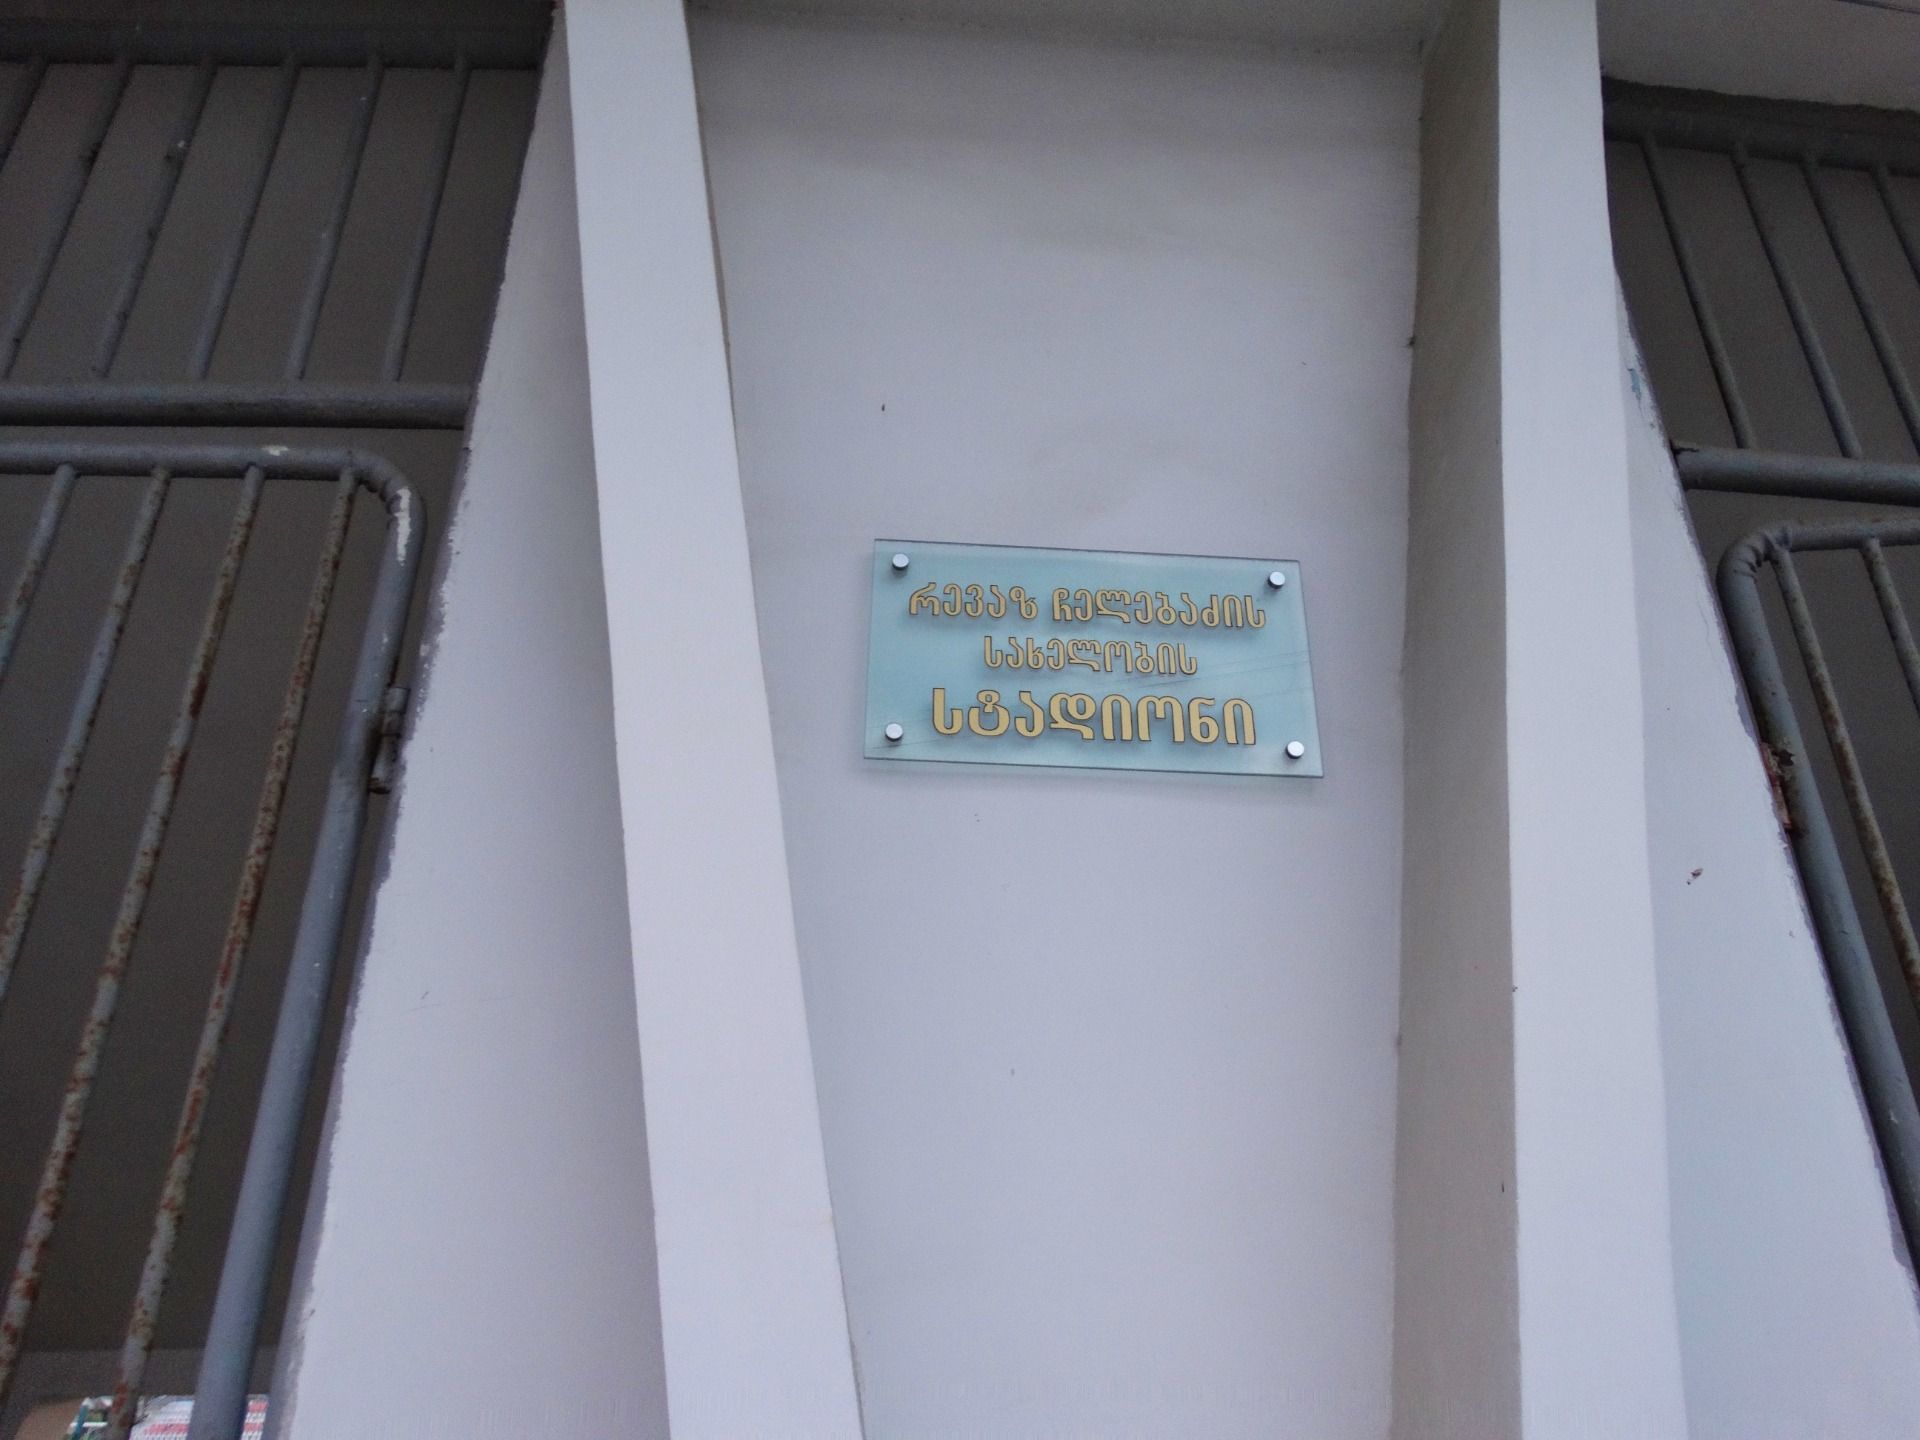 რევაზ ჩელებაძის
სახელობის
სტადიონი